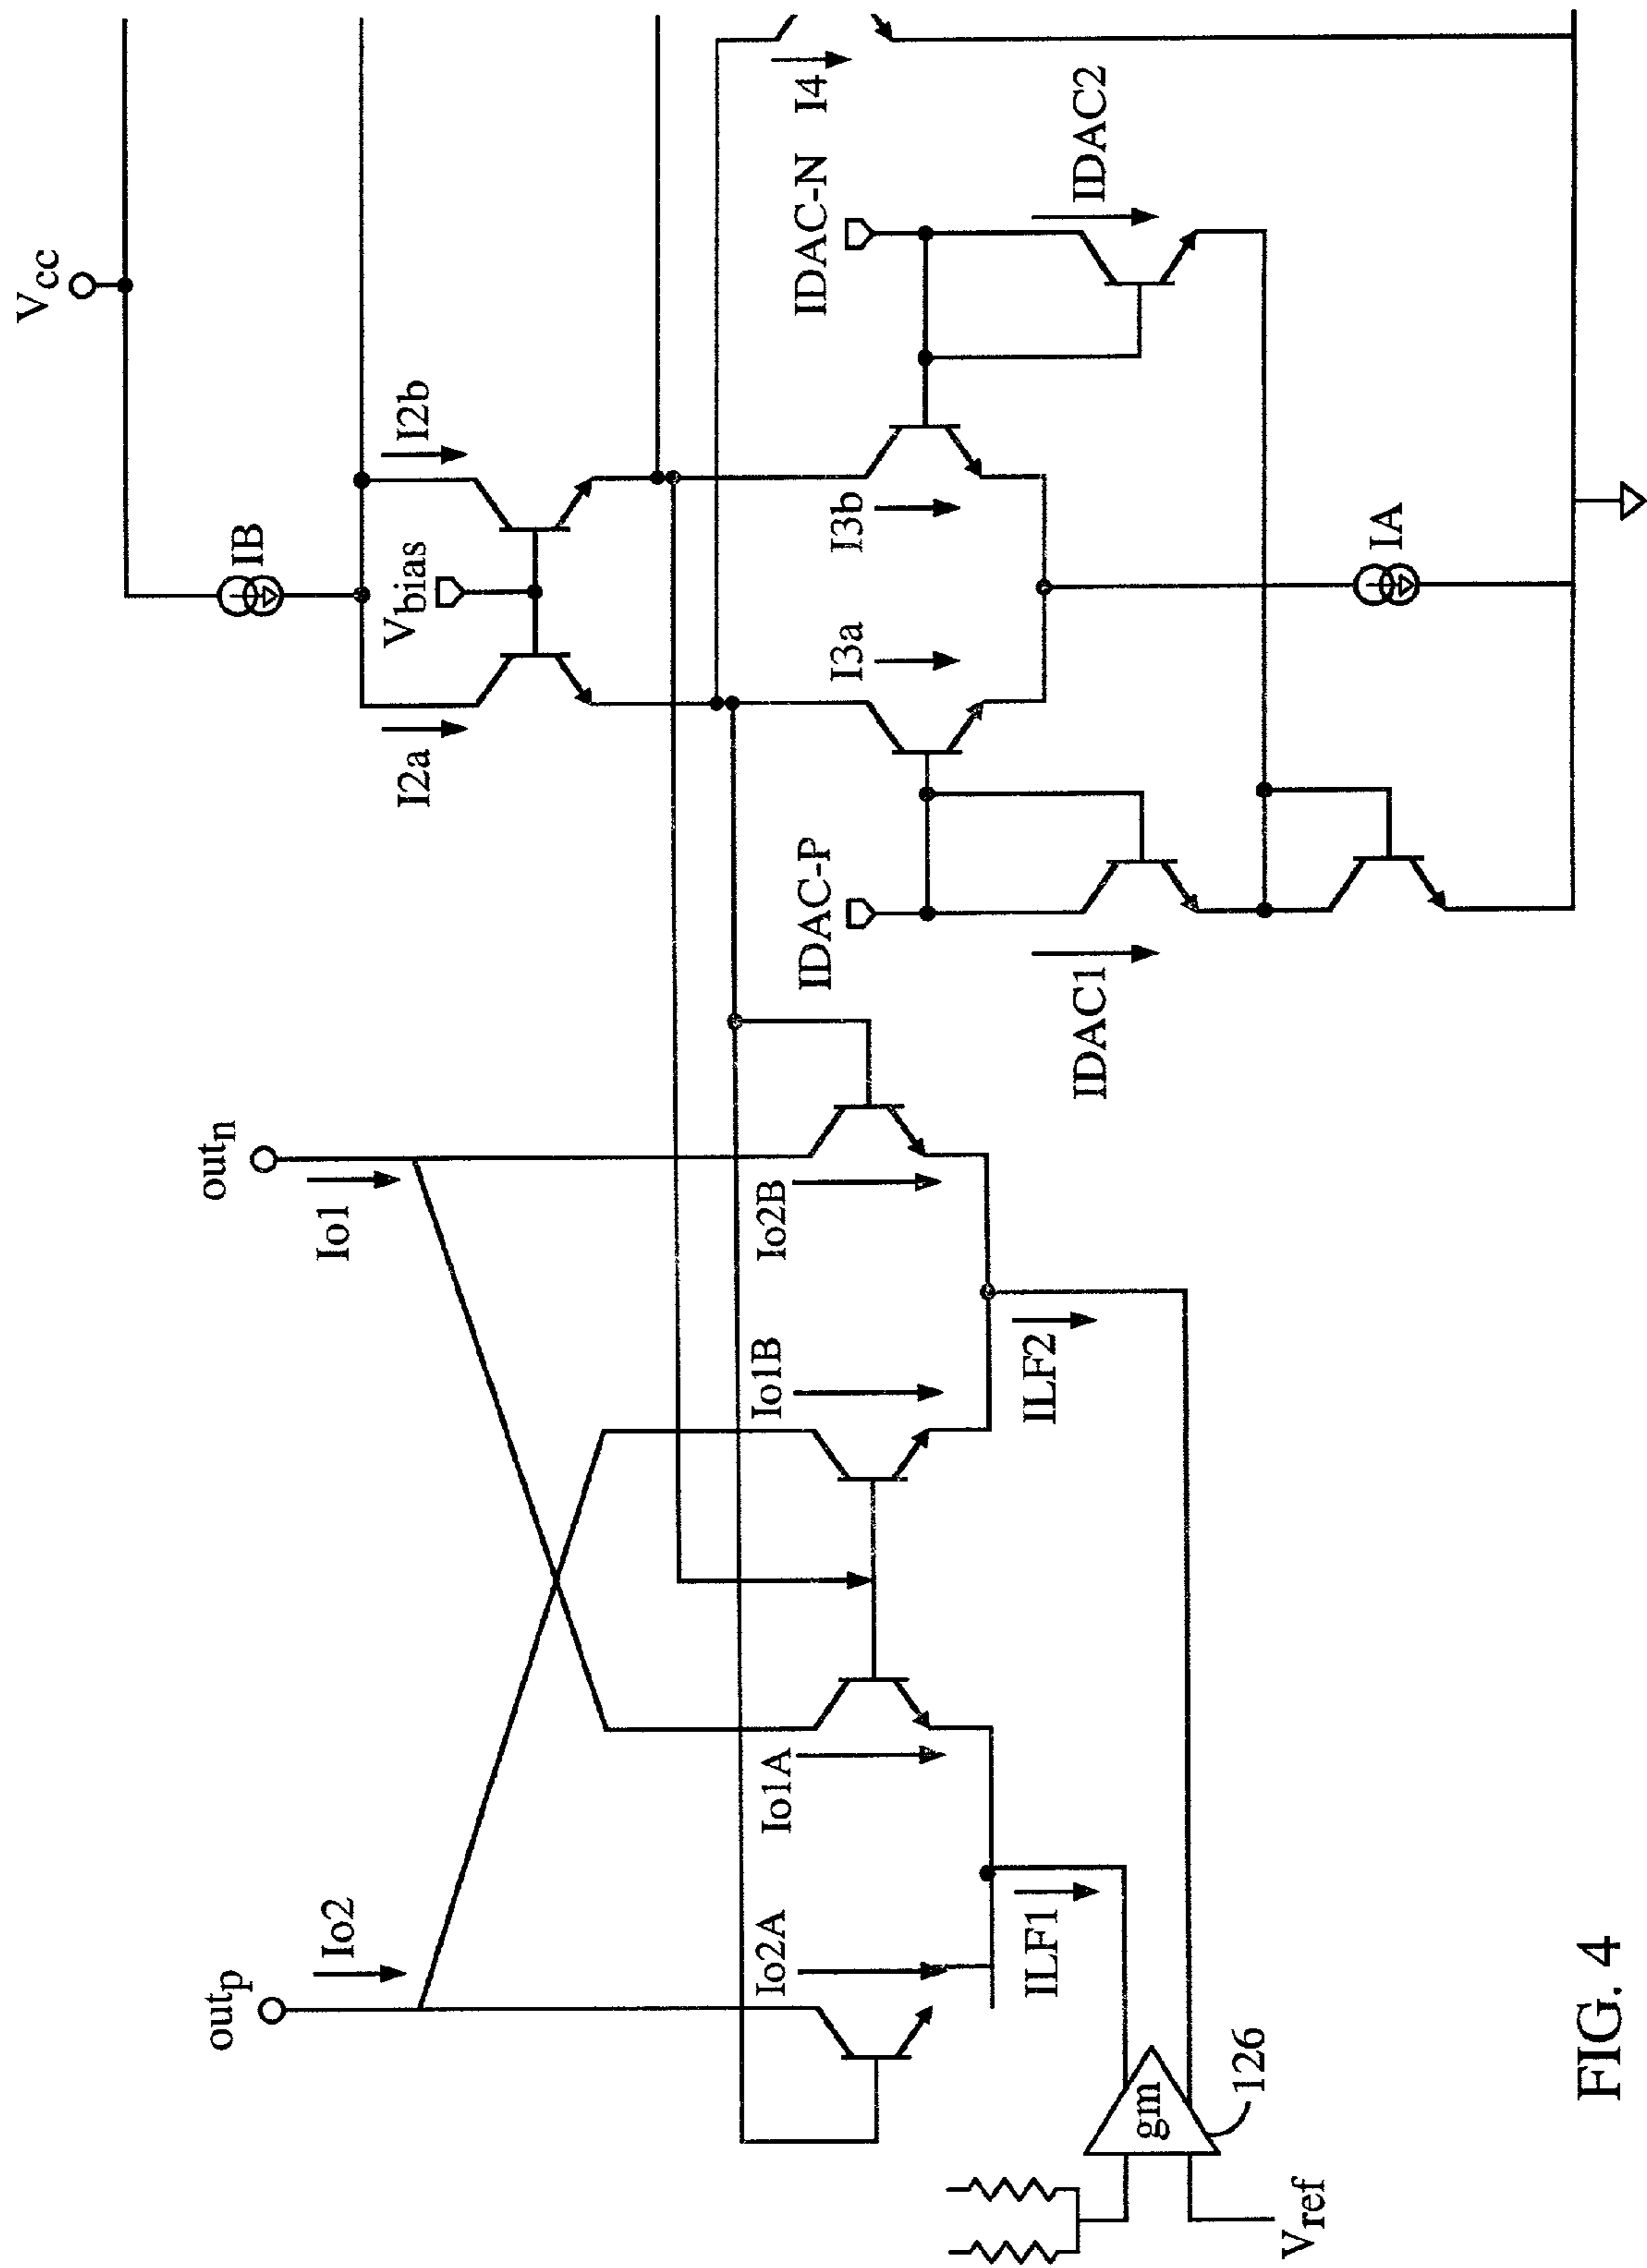 Vcc
IB
I2a
I2b
Vbias
outp
outn
Io2
Io1
Io2A
Io1A
Io1B
Io2B
IDAC-P
I3a
I3b
IDAC-N
I4
ILF1
ILF2
IDAC1
IDAC2
gm
126
Vref
IA
FIG. 4